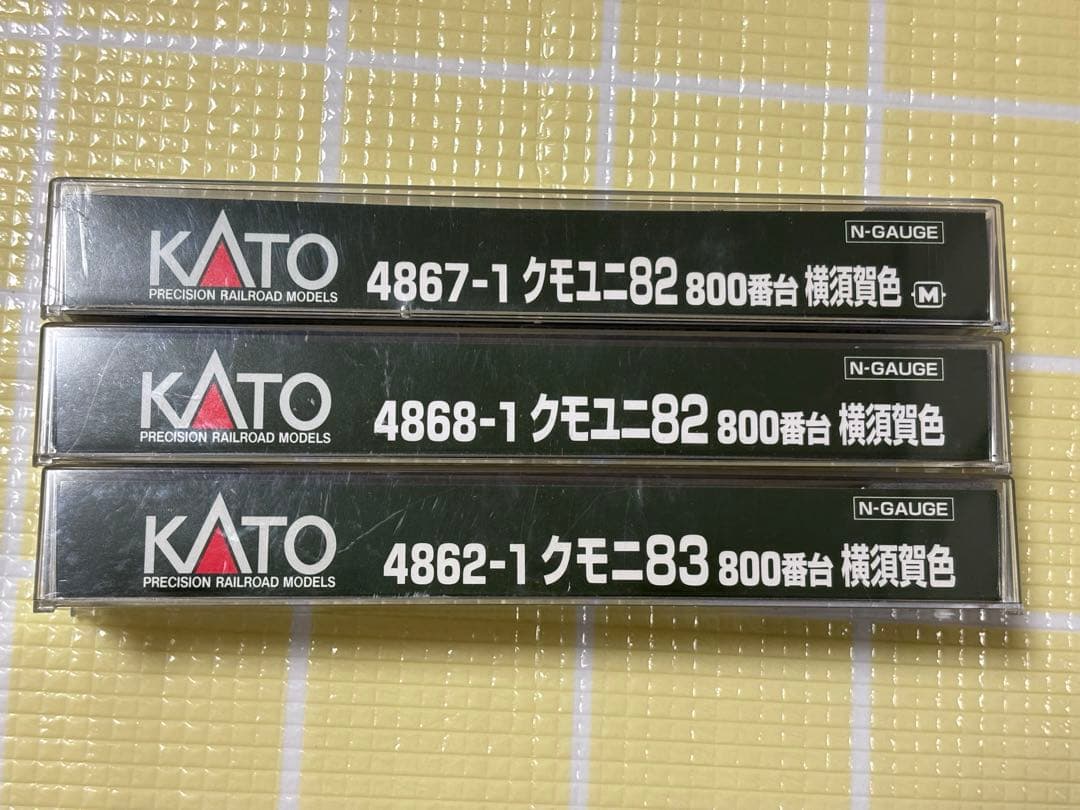 KATO
PRECISION RAILROAD MODELS
N-GAUGE
4867-1 クモユニ82 800番台 横須賀色 M
KATO
PRECISION RAILROAD MODELS
N-GAUGE
4868-1 クモユニ82 800番台 横須賀色
KATO
PRECISION RAILROAD MODELS
N-GAUGE
4862-1 クモニ83 800番台 横須賀色